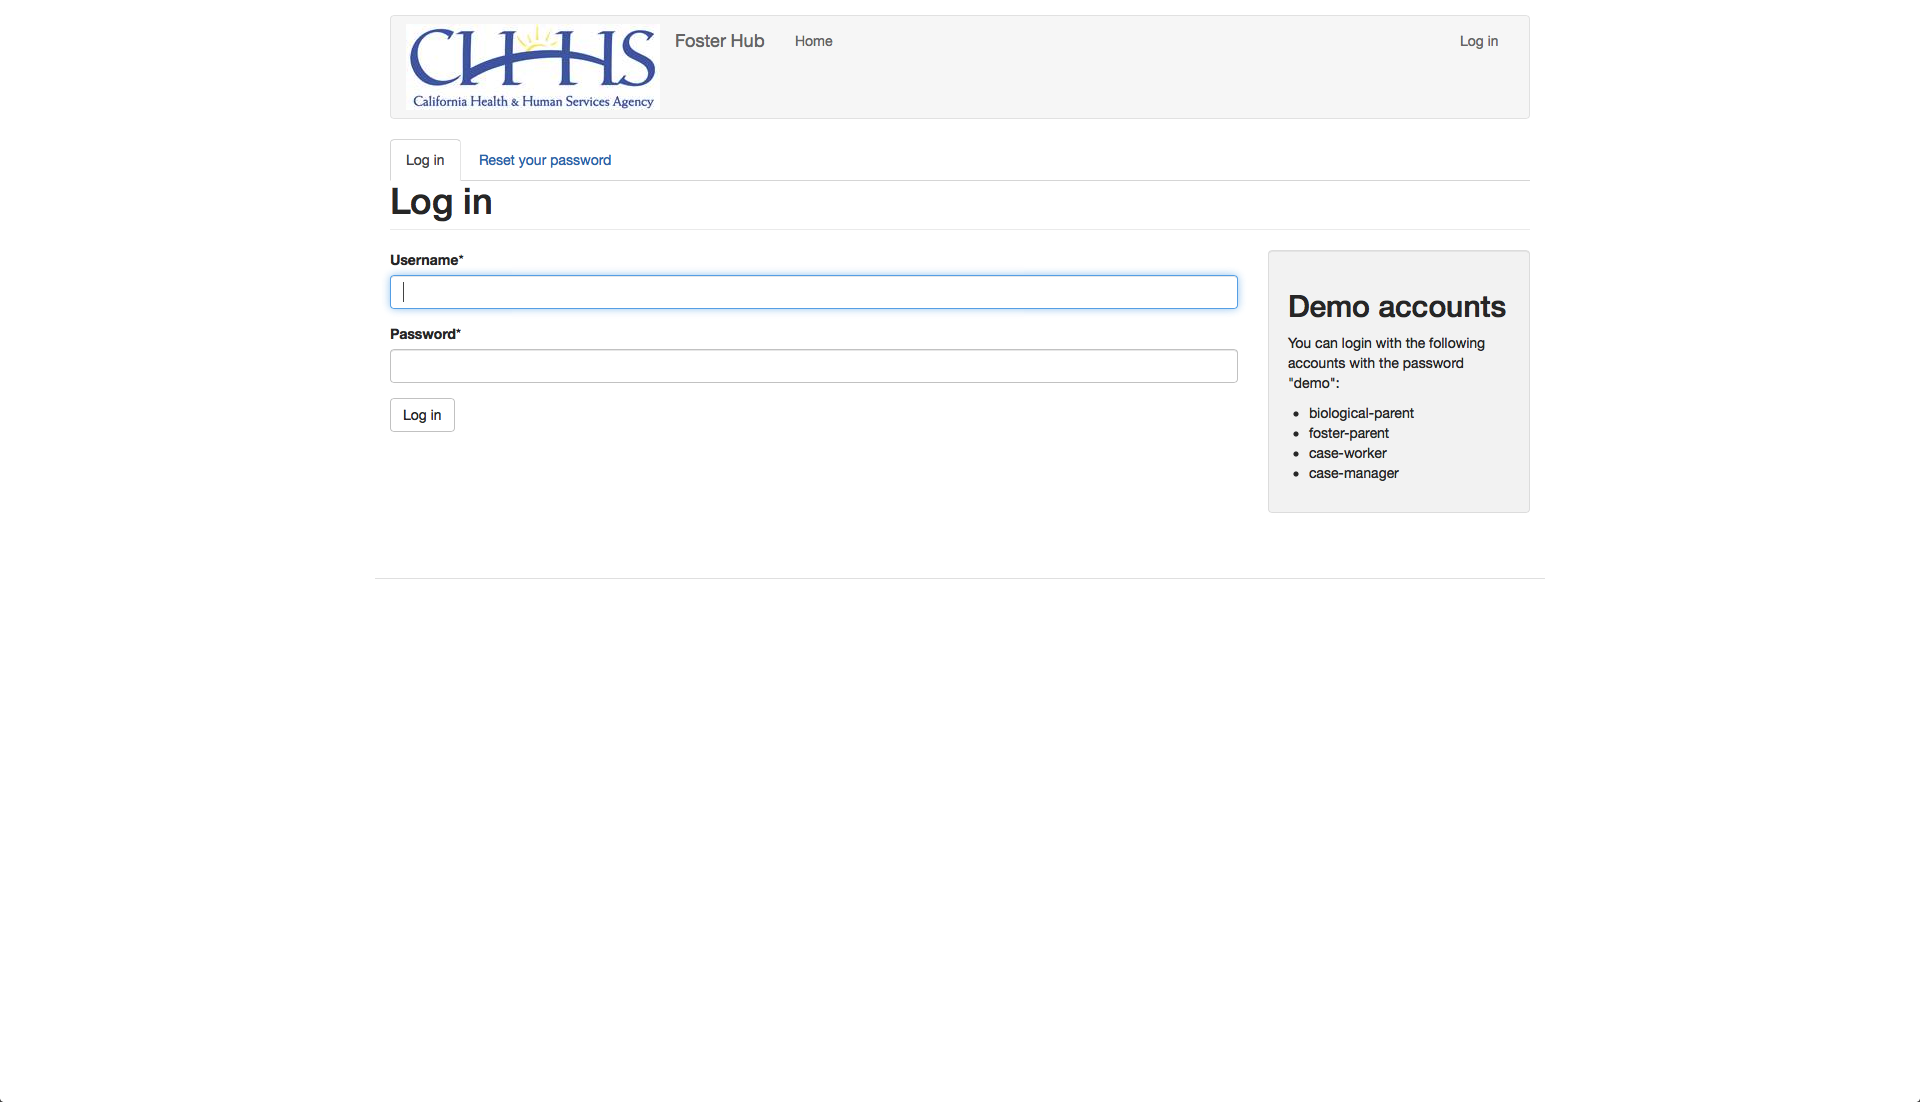 CHHS
California Health & Human Services Agency
Foster Hub
Home
Log in
Log in
Reset your password
Log in
Username*
Password*
Log in
Demo accounts
You can login with the following
accounts with the password
"demo":
• biological-parent
• foster-parent
• case-worker
• case-manager